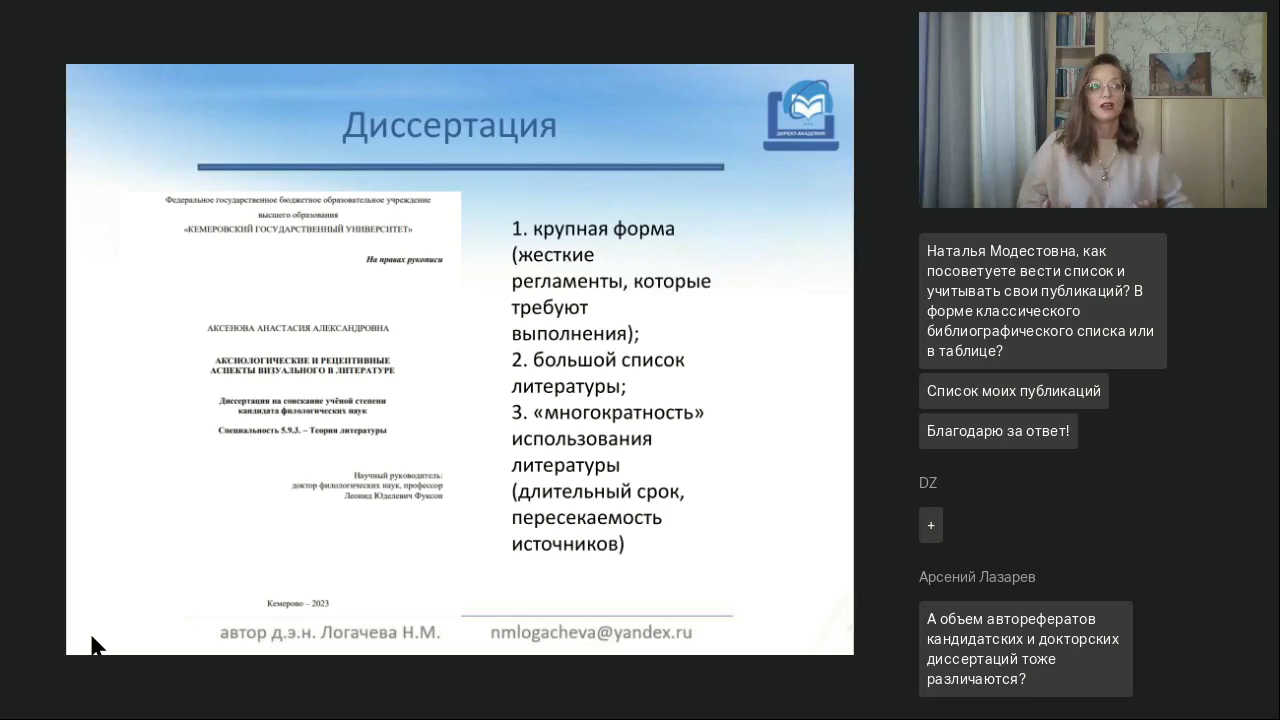 Диссертация
ДИРЕКТ-АКАДЕМИЯ
Федеральное государственное бюджетное образовательное учреждение
высшего образования
«КЕМЕРОВСКИЙ ГОСУДАРСТВЕННЫЙ УНИВЕРСИТЕТ»
На правах рукописи
АКСЕНОВА АНАСТАСИЯ АЛЕКСАНДРОВНА
АКСИОЛОГИЧЕСКИЕ И РЕЦЕПТИВНЫЕ
АСПЕКТЫ ВИЗУАЛЬНОГО В ЛИТЕРАТУРЕ
Диссертация на соискание учёной степени
кандидата филологических наук
Специальность 5.9.3. – Теория литературы
Научный руководитель:
доктор филологических наук, профессор
Леонид Юделевич Фуксон
Кемерово – 2023
1. крупная форма
(жесткие
регламенты, которые
требуют
выполнения);
2. большой список
литературы;
3. «многократность»
использования
литературы
(длительный срок,
пересекаемость
источников)
автор д.э.н. Логачева Н.М.
nmlogacheva@yandex.ru
Наталья Модестовна, как
посоветуете вести список и
учитывать свои публикаций? В
форме классического
библиографического списка или
в таблице?
Список моих публикаций
Благодарю за ответ!
DZ
+
Арсений Лазарев
А объем авторефератов
кандидатских и докторских
диссертаций тоже
различаются?